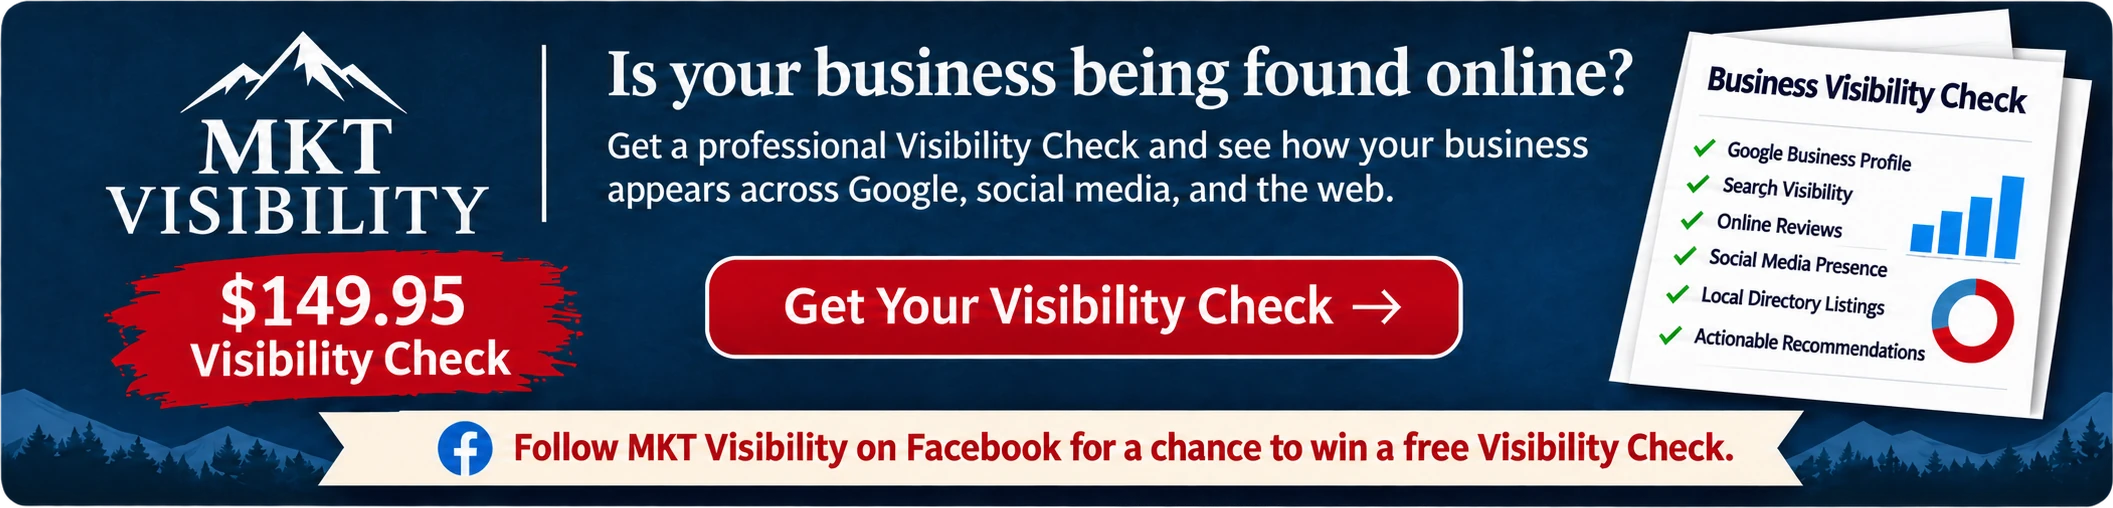 MKT
VISIBILITY
$149.95
Visibility Check
Is your business being found online?
Get a professional Visibility Check and see how your business
appears across Google, social media, and the web.
Get Your Visibility Check →
Business Visibility Check
✓ Google Business Profile
✓ Search Visibility
✓ Online Reviews
✓ Social Media Presence
✓ Local Directory Listings
✓ Actionable Recommendations
Follow MKT Visibility on Facebook for a chance to win a free Visibility Check.